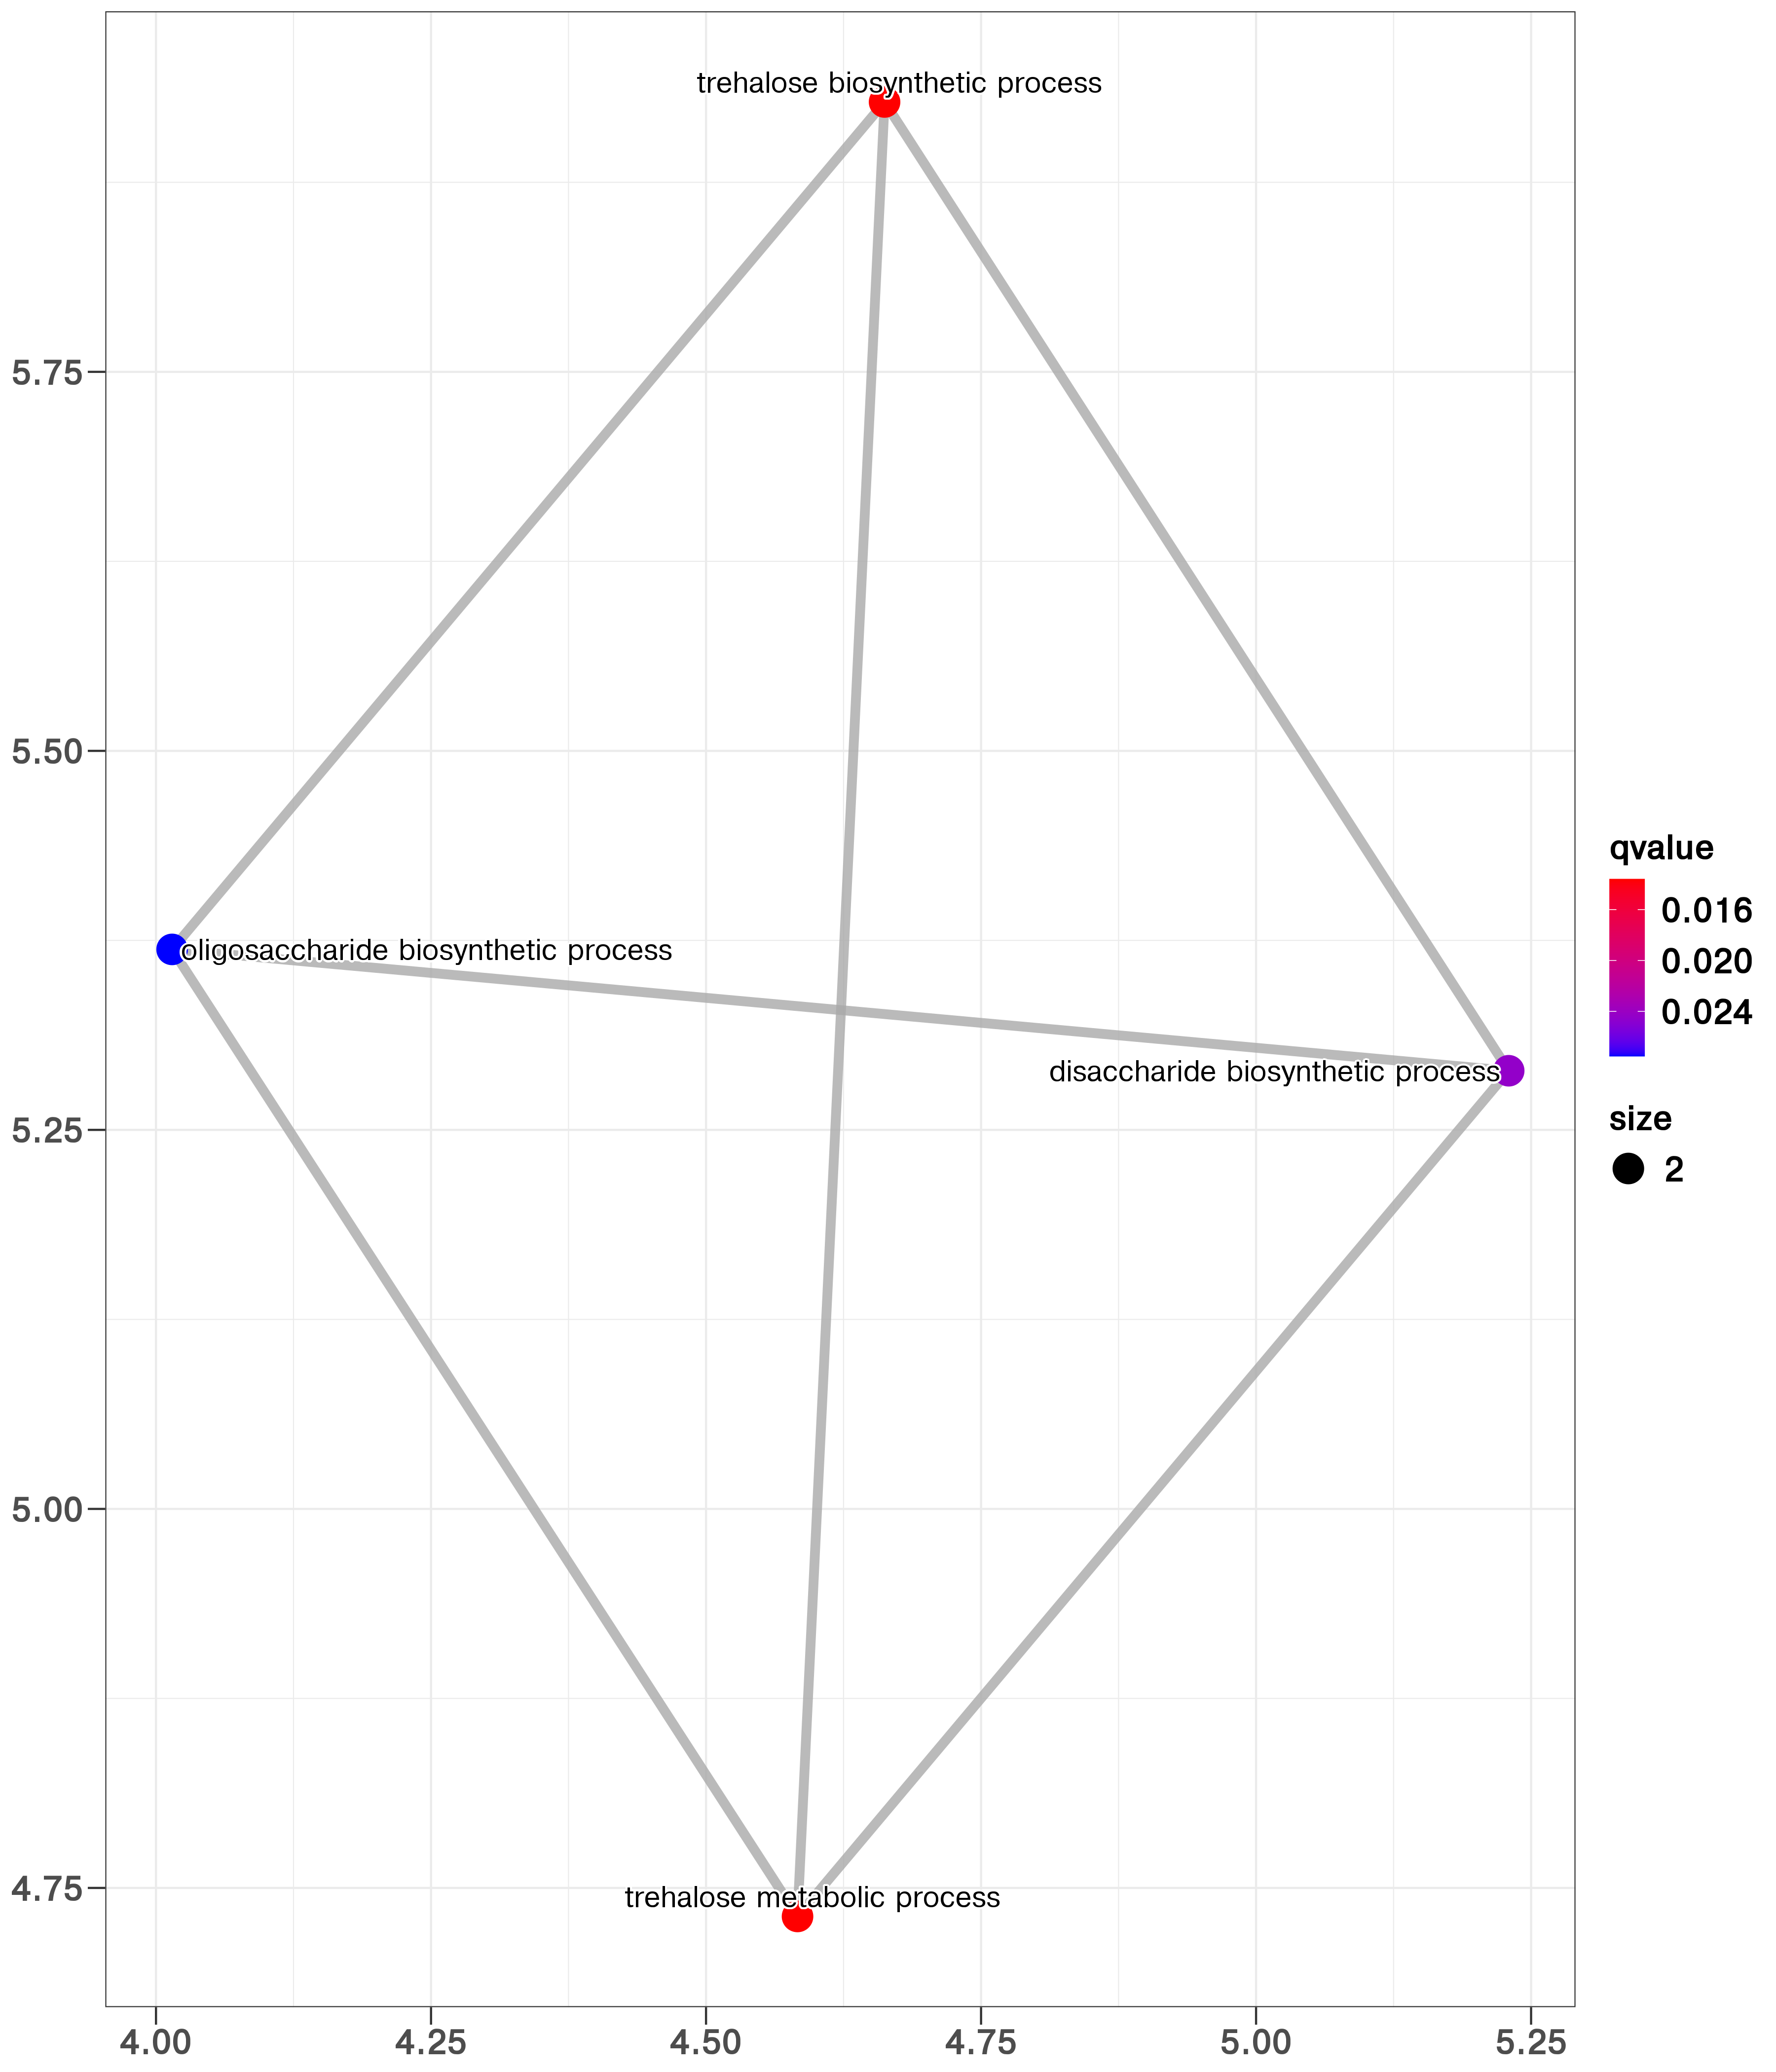 trehalose biosynthetic process
5.75
5.50
oligosaccharide biosynthetic process
disaccharide biosynthetic process
5.25
5.00
trehalose metabolic process
4.75
4.00 4.25 4.50 4.75 5.00 5.25
qvalue
0.016
0.020
0.024
size
2